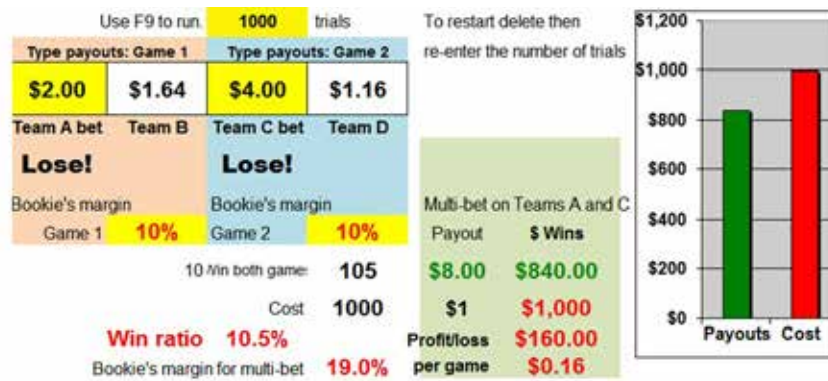 Use F9 to run. 1000 trials
To restart delete then
re-enter the number of trials
Type payouts: Game 1 Type payouts: Game 2
$2.00 $1.64 $4.00 $1.16
Team A bet Team B Team C bet Team D
Lose! Lose!
Bookie's margin Bookie's margin
Game 1 10% Game 2 10%
Multi-bet on Teams A and C
Payout $ Wins
10 Win both game 105 $8.00 $840.00
Cost 1000 $1 $1,000
Win ratio 10.5% Profit/loss $160.00
Bookie's margin for multi-bet 19.0% per game $0.16
$1,200
$1,000
$800
$600
$400
$200
$0
Payouts Cost